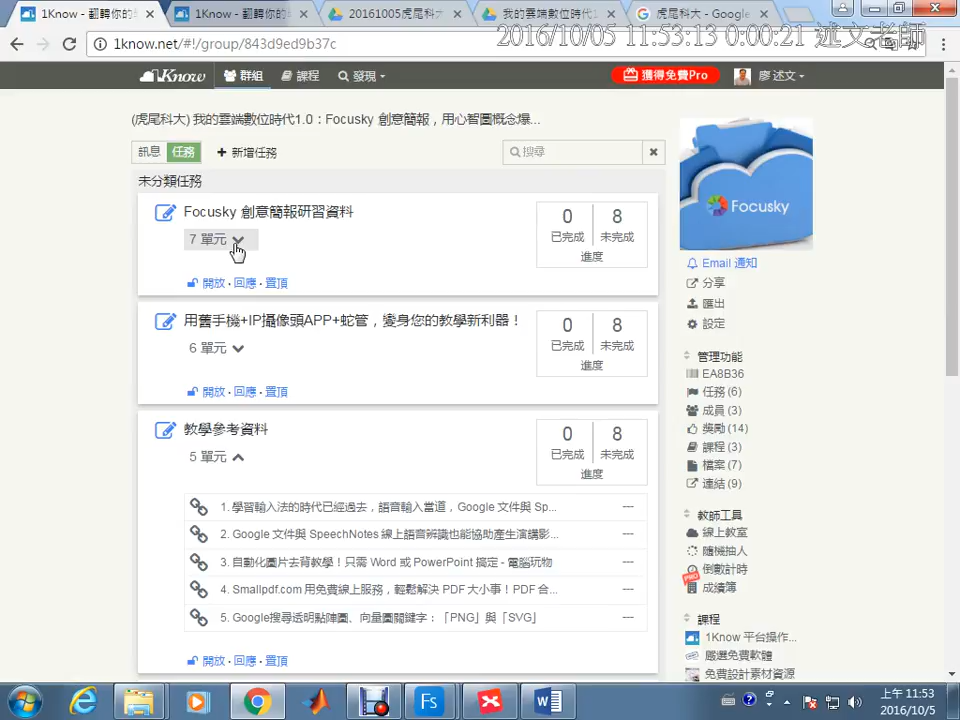 1Know - 翻轉你的
1Know - 翻轉你的
20161005虎尾科大
我的雲端數位時代1
虎尾科大 - Google
1know.net/#!/group/843d9ed9b37c
2016/10/05 11:53:13 0:00:21 述文老師
1Know
群組
課程
發現
獲得免費Pro
廖 述文
(虎尾科大) 我的雲端數位時代1.0：Focusky 創意簡報，用心智圖概念爆...
訊息
任務
新增任務
搜尋
未分類任務
Focusky 創意簡報研習資料
7 單元
0 已完成
8 未完成
進度
開放 · 回應 · 置頂
用舊手機+IP攝像頭APP+蛇管，變身您的教學新利器！
6 單元
0 已完成
8 未完成
進度
開放 · 回應 · 置頂
教學參考資料
5 單元
0 已完成
8 未完成
進度
1. 學習輸入法的時代已經過去，語音輸入當道，Google 文件與 Sp... ---
2. Google 文件與 SpeechNotes 線上語音辨識也能協助產生演講影... ---
3. 自動化圖片去背教學！只需 Word 或 PowerPoint 搞定 - 電腦玩物 ---
4. Smallpdf.com 用免費線上服務，輕鬆解決 PDF 大小事！PDF 合... ---
5. Google搜尋透明點陣圖、向量圖關鍵字：「PNG」與「SVG」 ---
開放 · 回應 · 置頂
Focusky
Email 通知
分享
匯出
設定
管理功能
EA8B36
任務 (6)
成員 (3)
獎勵 (14)
課程 (3)
檔案 (7)
連結 (9)
教師工具
線上教室
隨機抽人
倒數計時
PRO
成績簿
課程
1Know 平台操作...
嚴選免費軟體
免費設計素材資源
Fs
上午 11:53
2016/10/5